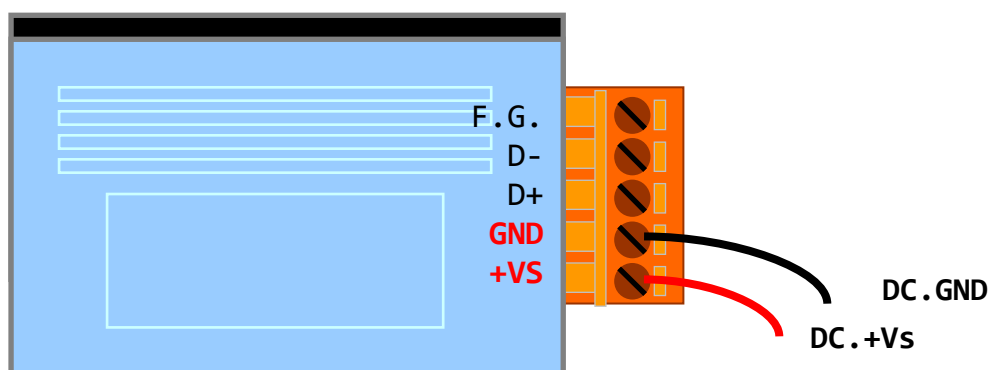 F.G.
D-
D+
GND
+VS
DC.GND
DC.+Vs